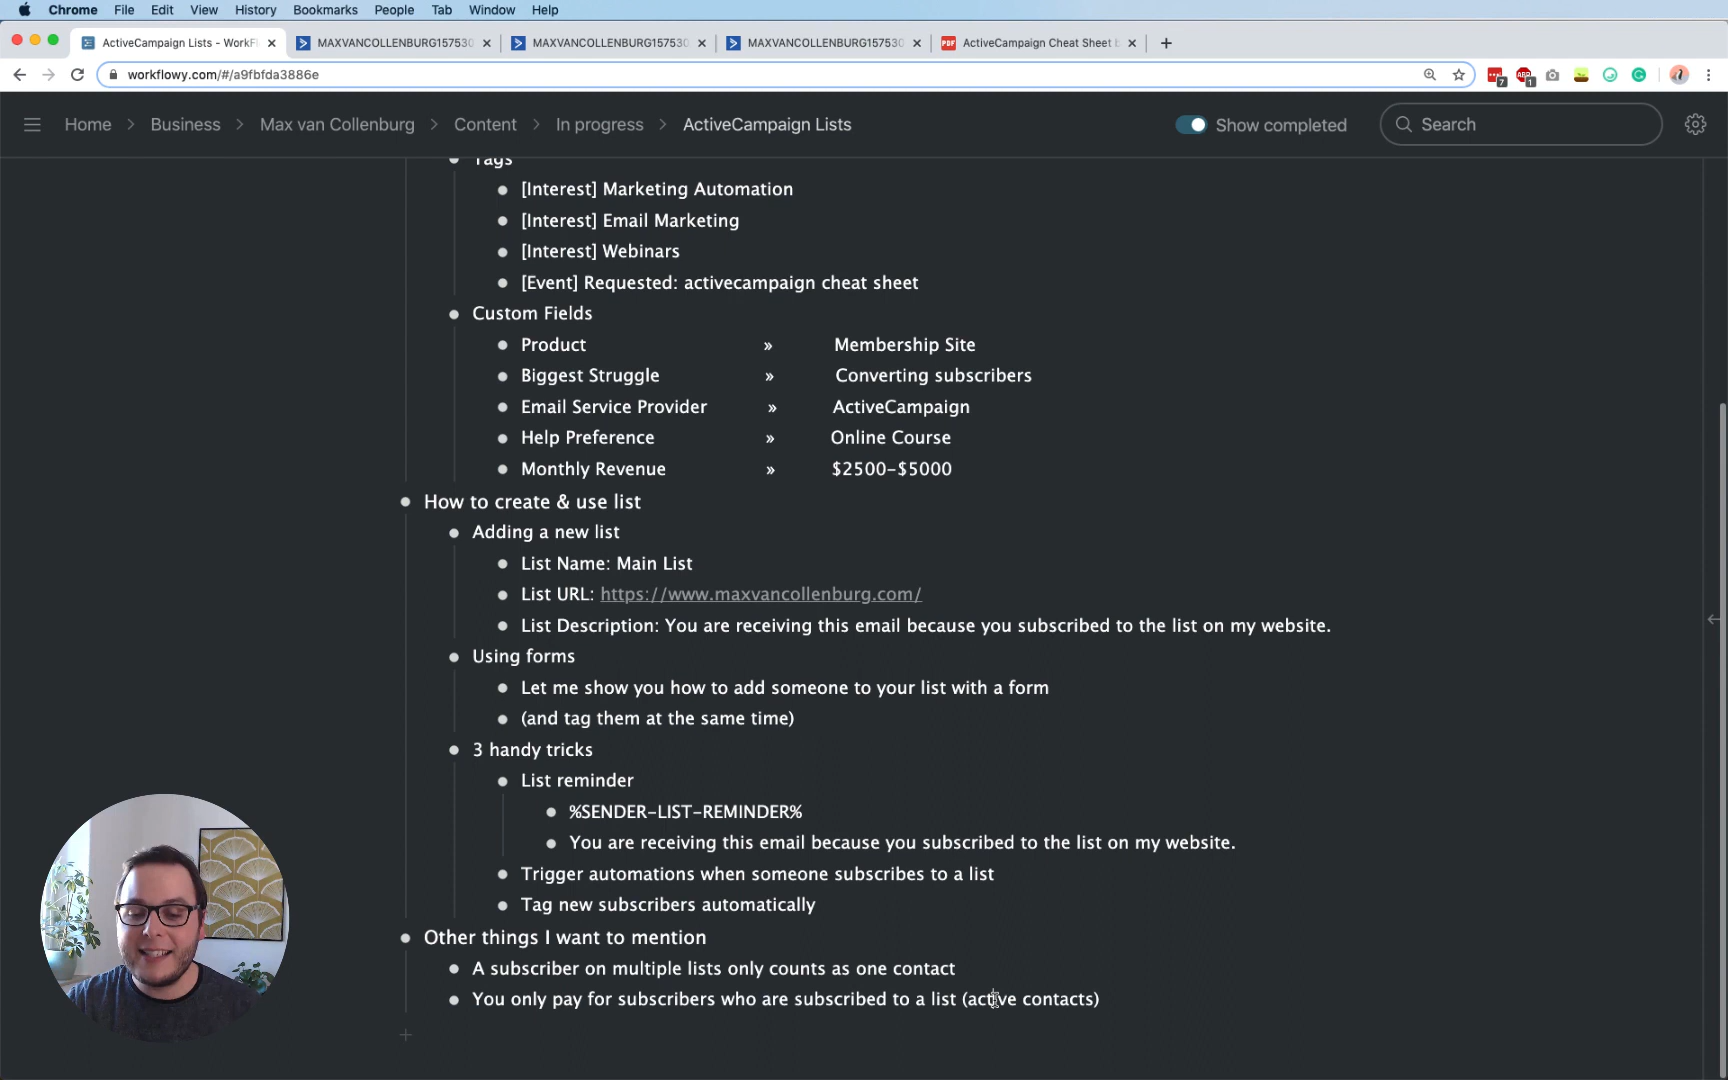 Chrome File Edit View History Bookmarks People Tab Window Help
ActiveCampaign Lists - WorkFl
MAXVANCOLLENBURG157530
MAXVANCOLLENBURG157530
MAXVANCOLLENBURG157530
PDF ActiveCampaign Cheat Sheet b
workflowy.com/#/a9fbfda3886e
7
ABP 1
Home > Business > Max van Collenburg > Content > In progress > ActiveCampaign Lists
Show completed
Search
Tags
[Interest] Marketing Automation
[Interest] Email Marketing
[Interest] Webinars
[Event] Requested: activecampaign cheat sheet
Custom Fields
Product » Membership Site
Biggest Struggle » Converting subscribers
Email Service Provider » ActiveCampaign
Help Preference » Online Course
Monthly Revenue » $2500-$5000
How to create & use list
Adding a new list
List Name: Main List
List URL: https://www.maxvancollenburg.com/
List Description: You are receiving this email because you subscribed to the list on my website.
Using forms
Let me show you how to add someone to your list with a form
(and tag them at the same time)
3 handy tricks
List reminder
%SENDER-LIST-REMINDER%
You are receiving this email because you subscribed to the list on my website.
Trigger automations when someone subscribes to a list
Tag new subscribers automatically
Other things I want to mention
A subscriber on multiple lists only counts as one contact
You only pay for subscribers who are subscribed to a list (active contacts)